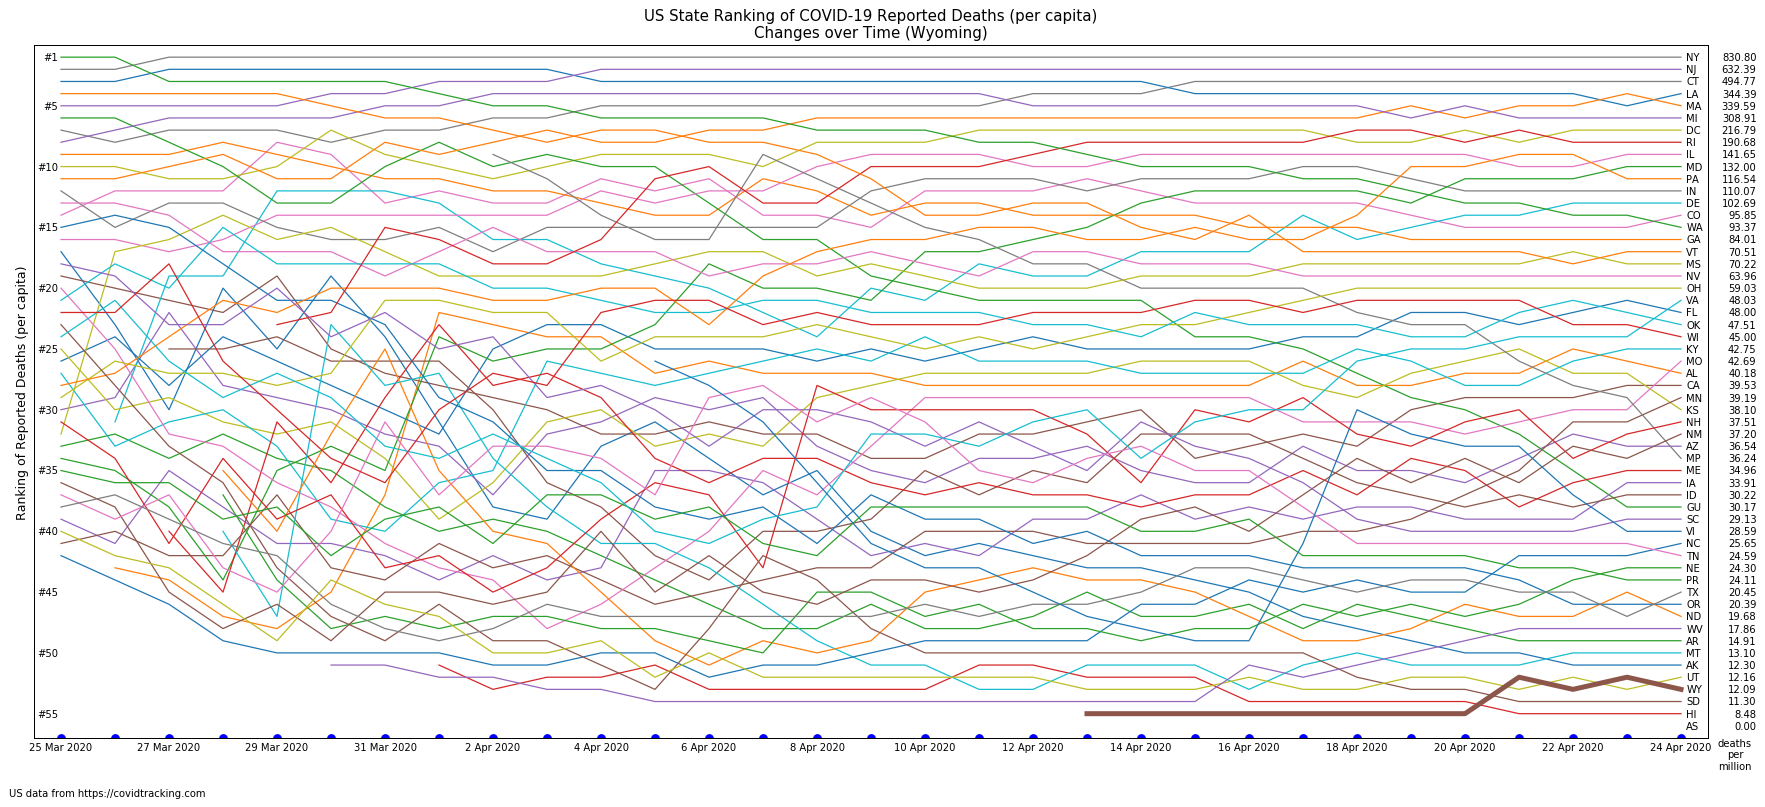 US State Ranking of COVID-19 Reported Deaths (per capita)
Changes over Time (Wyoming)
Ranking of Reported Deaths (per capita)
#1
#5
#10
#15
#20
#25
#30
#35
#40
#45
#50
#55
NY 830.80
NJ 632.39
CT 494.77
LA 344.39
MA 339.59
MI 308.91
DC 216.79
RI 190.68
IL 141.65
MD 132.00
PA 116.54
IN 110.07
DE 102.69
CO 95.85
WA 93.37
GA 84.01
VT 70.51
MS 70.22
NV 63.96
OH 59.03
VA 48.03
FL 48.00
OK 47.51
WI 45.00
KY 42.75
MO 42.69
AL 40.18
CA 39.53
MN 39.19
KS 38.10
NH 37.51
NM 37.20
AZ 36.54
MP 36.24
ME 34.96
IA 33.91
ID 30.22
GU 30.17
SC 29.13
VI 28.59
NC 25.65
TN 24.59
NE 24.30
PR 24.11
TX 20.45
OR 20.39
ND 19.68
WV 17.86
AR 14.91
MT 13.10
AK 12.30
UT 12.16
WY 12.09
SD 11.30
HI 8.48
AS 0.00
25 Mar 2020 27 Mar 2020 29 Mar 2020 31 Mar 2020 2 Apr 2020 4 Apr 2020 6 Apr 2020 8 Apr 2020 10 Apr 2020 12 Apr 2020 14 Apr 2020 16 Apr 2020 18 Apr 2020 20 Apr 2020 22 Apr 2020 24 Apr 2020
deaths
per
million
US data from https://covidtracking.com